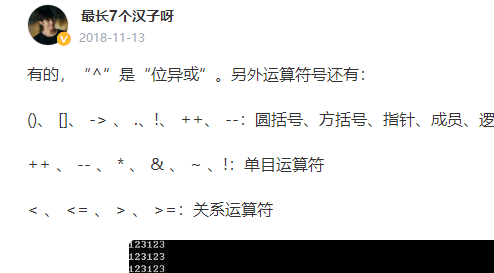 最长7个汉子呀
2018-11-13
有的，“^”是“位异或”。另外运算符号还有：
()、 []、 -> 、 .、!、 ++、 --：圆括号、方括号、指针、成员、逻
++ 、 -- 、 * 、 & 、 ~ 、!：单目运算符
< 、 <= 、 > 、 >=：关系运算符
123123
123123
123123